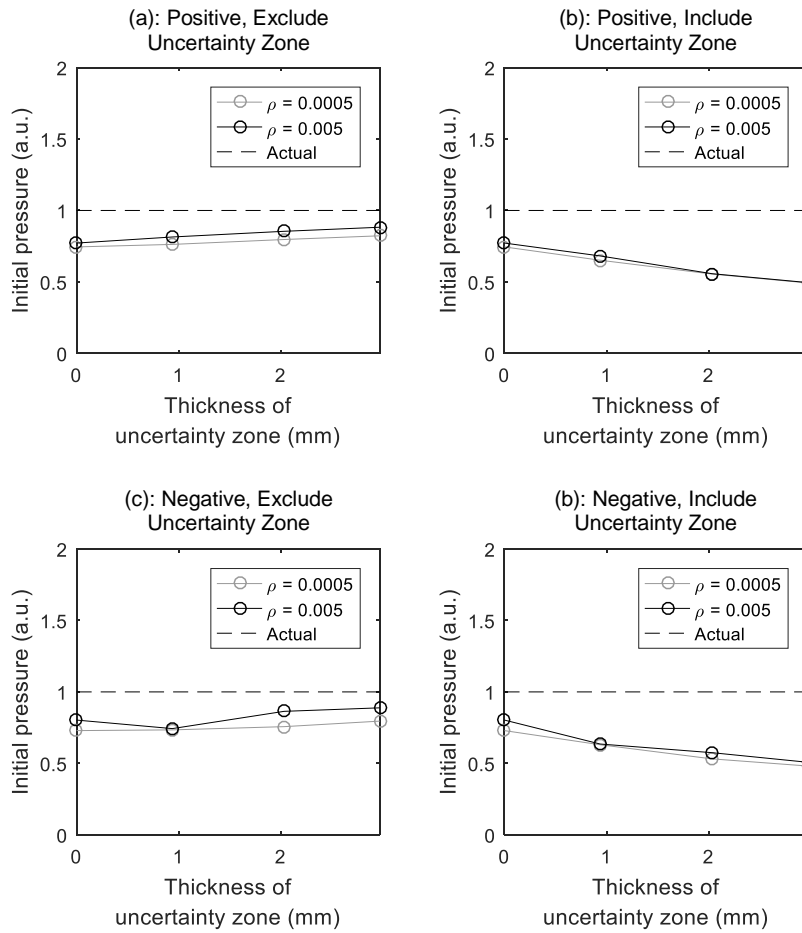 (a): Positive, Exclude
Uncertainty Zone
2
1.5
1
0.5
0
Initial pressure (a.u.)
ρ = 0.0005
ρ = 0.005
Actual
0 1 2
Thickness of
uncertainty zone (mm)
(b): Positive, Include
Uncertainty Zone
2
1.5
1
0.5
0
Initial pressure (a.u.)
ρ = 0.0005
ρ = 0.005
Actual
0 1 2
Thickness of
uncertainty zone (mm)
(c): Negative, Exclude
Uncertainty Zone
2
1.5
1
0.5
0
Initial pressure (a.u.)
ρ = 0.0005
ρ = 0.005
Actual
0 1 2
Thickness of
uncertainty zone (mm)
(b): Negative, Include
Uncertainty Zone
2
1.5
1
0.5
0
Initial pressure (a.u.)
ρ = 0.0005
ρ = 0.005
Actual
0 1 2
Thickness of
uncertainty zone (mm)